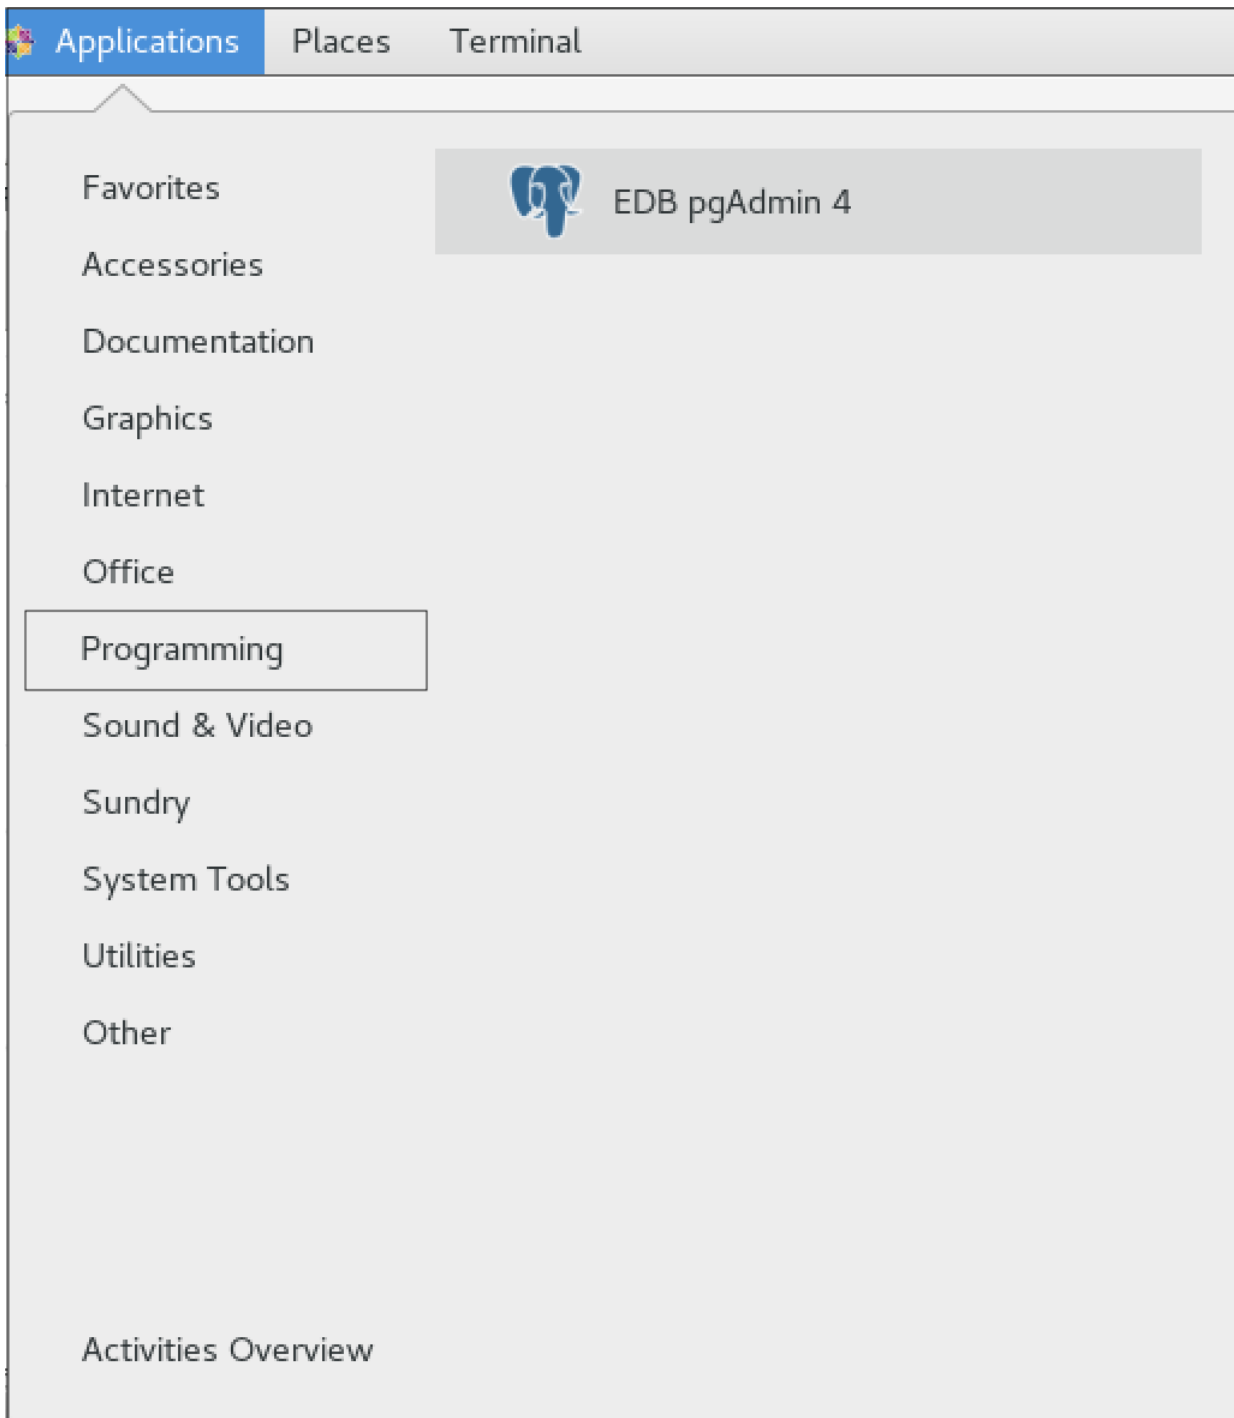 Applications Places Terminal
Favorites
EDB pgAdmin 4
Accessories
Documentation
Graphics
Internet
Office
Programming
Sound & Video
Sundry
System Tools
Utilities
Other
Activities Overview